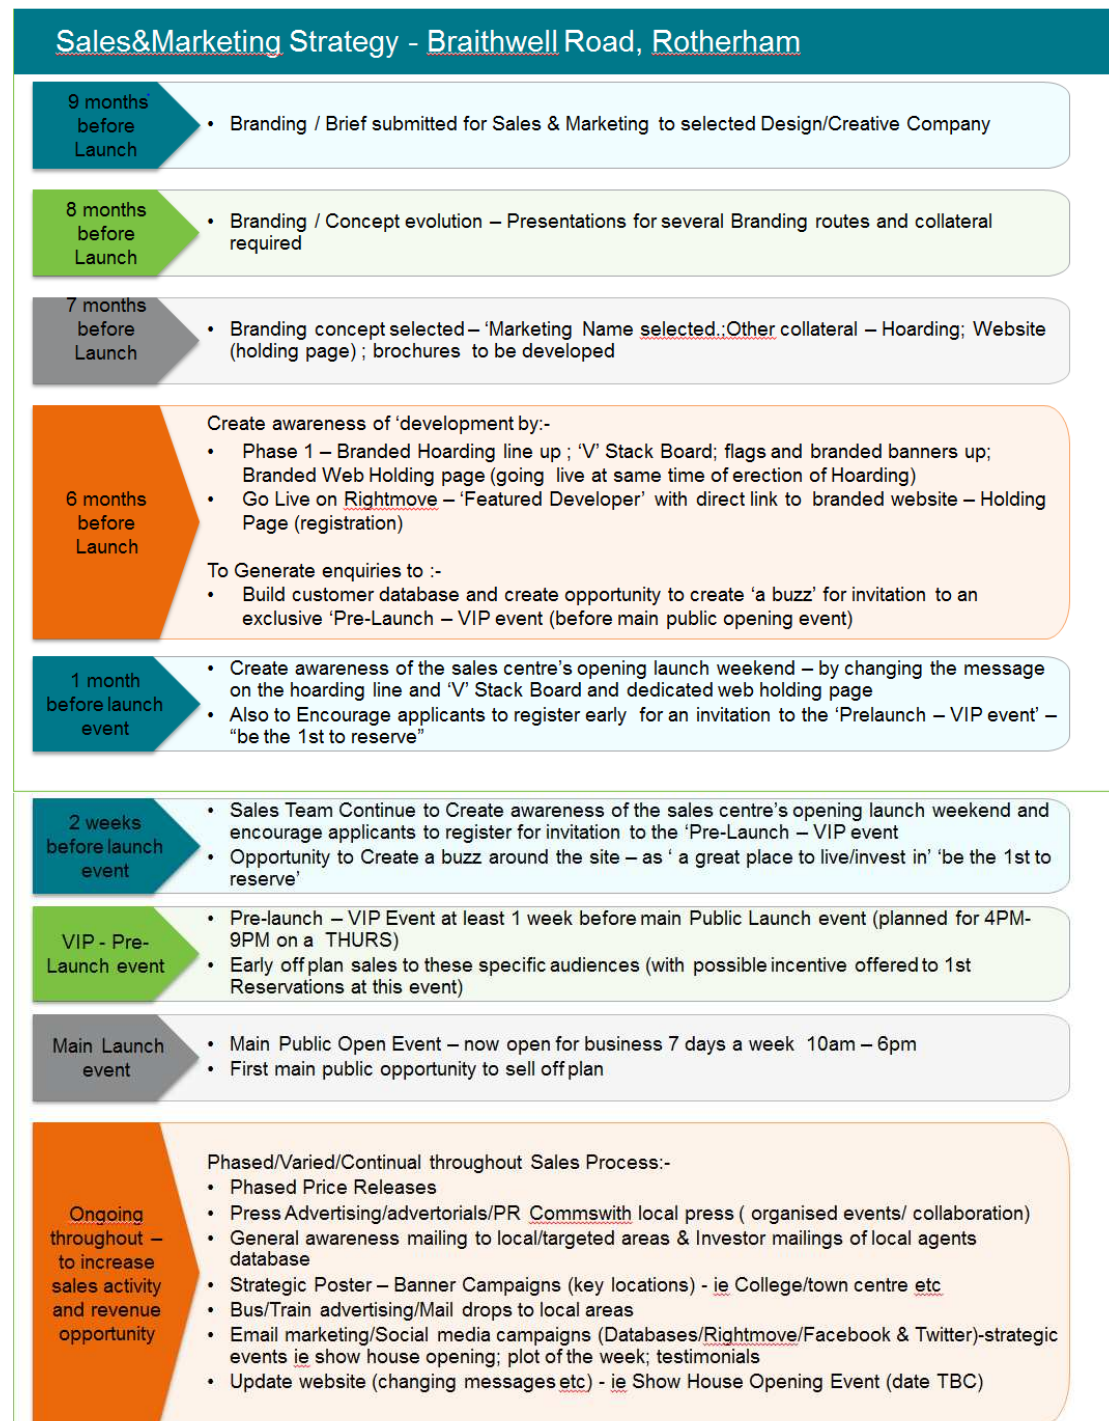 Sales&Marketing Strategy - Braithwell Road, Rotherham
9 months
before
Launch
• Branding / Brief submitted for Sales & Marketing to selected Design/Creative Company
8 months
before
Launch
• Branding / Concept evolution – Presentations for several Branding routes and collateral
required
7 months
before
Launch
• Branding concept selected – ‘Marketing Name selected.;Other collateral – Hoarding; Website
(holding page) ; brochures to be developed
6 months
before
Launch
Create awareness of ‘development by:-
• Phase 1 – Branded Hoarding line up ; ‘V’ Stack Board; flags and branded banners up;
Branded Web Holding page (going live at same time of erection of Hoarding)
• Go Live on Rightmove – ‘Featured Developer’ with direct link to branded website – Holding
Page (registration)
To Generate enquiries to :-
• Build customer database and create opportunity to create ‘a buzz’ for invitation to an
exclusive ‘Pre-Launch – VIP event (before main public opening event)
1 month
before launch
event
• Create awareness of the sales centre’s opening launch weekend – by changing the message
on the hoarding line and ‘V’ Stack Board and dedicated web holding page
• Also to Encourage applicants to register early for an invitation to the ‘Prelaunch – VIP event’ –
“be the 1st to reserve”
2 weeks
before launch
event
• Sales Team Continue to Create awareness of the sales centre’s opening launch weekend and
encourage applicants to register for invitation to the ‘Pre-Launch – VIP event
• Opportunity to Create a buzz around the site – as ‘ a great place to live/invest in’ ‘be the 1st to
reserve’
VIP - Pre-
Launch event
• Pre-launch – VIP Event at least 1 week before main Public Launch event (planned for 4PM-
9PM on a THURS)
• Early off plan sales to these specific audiences (with possible incentive offered to 1st
Reservations at this event)
Main Launch
event
• Main Public Open Event – now open for business 7 days a week 10am – 6pm
• First main public opportunity to sell off plan
Ongoing
throughout –
to increase
sales activity
and revenue
opportunity
Phased/Varied/Continual throughout Sales Process:-
• Phased Price Releases
• Press Advertising/advertorials/PR Commswith local press ( organised events/ collaboration)
• General awareness mailing to local/targeted areas & Investor mailings of local agents
database
• Strategic Poster – Banner Campaigns (key locations) - ie College/town centre etc
• Bus/Train advertising/Mail drops to local areas
• Email marketing/Social media campaigns (Databases/Rightmove/Facebook & Twitter)-strategic
events ie show house opening; plot of the week; testimonials
• Update website (changing messages etc) - ie Show House Opening Event (date TBC)